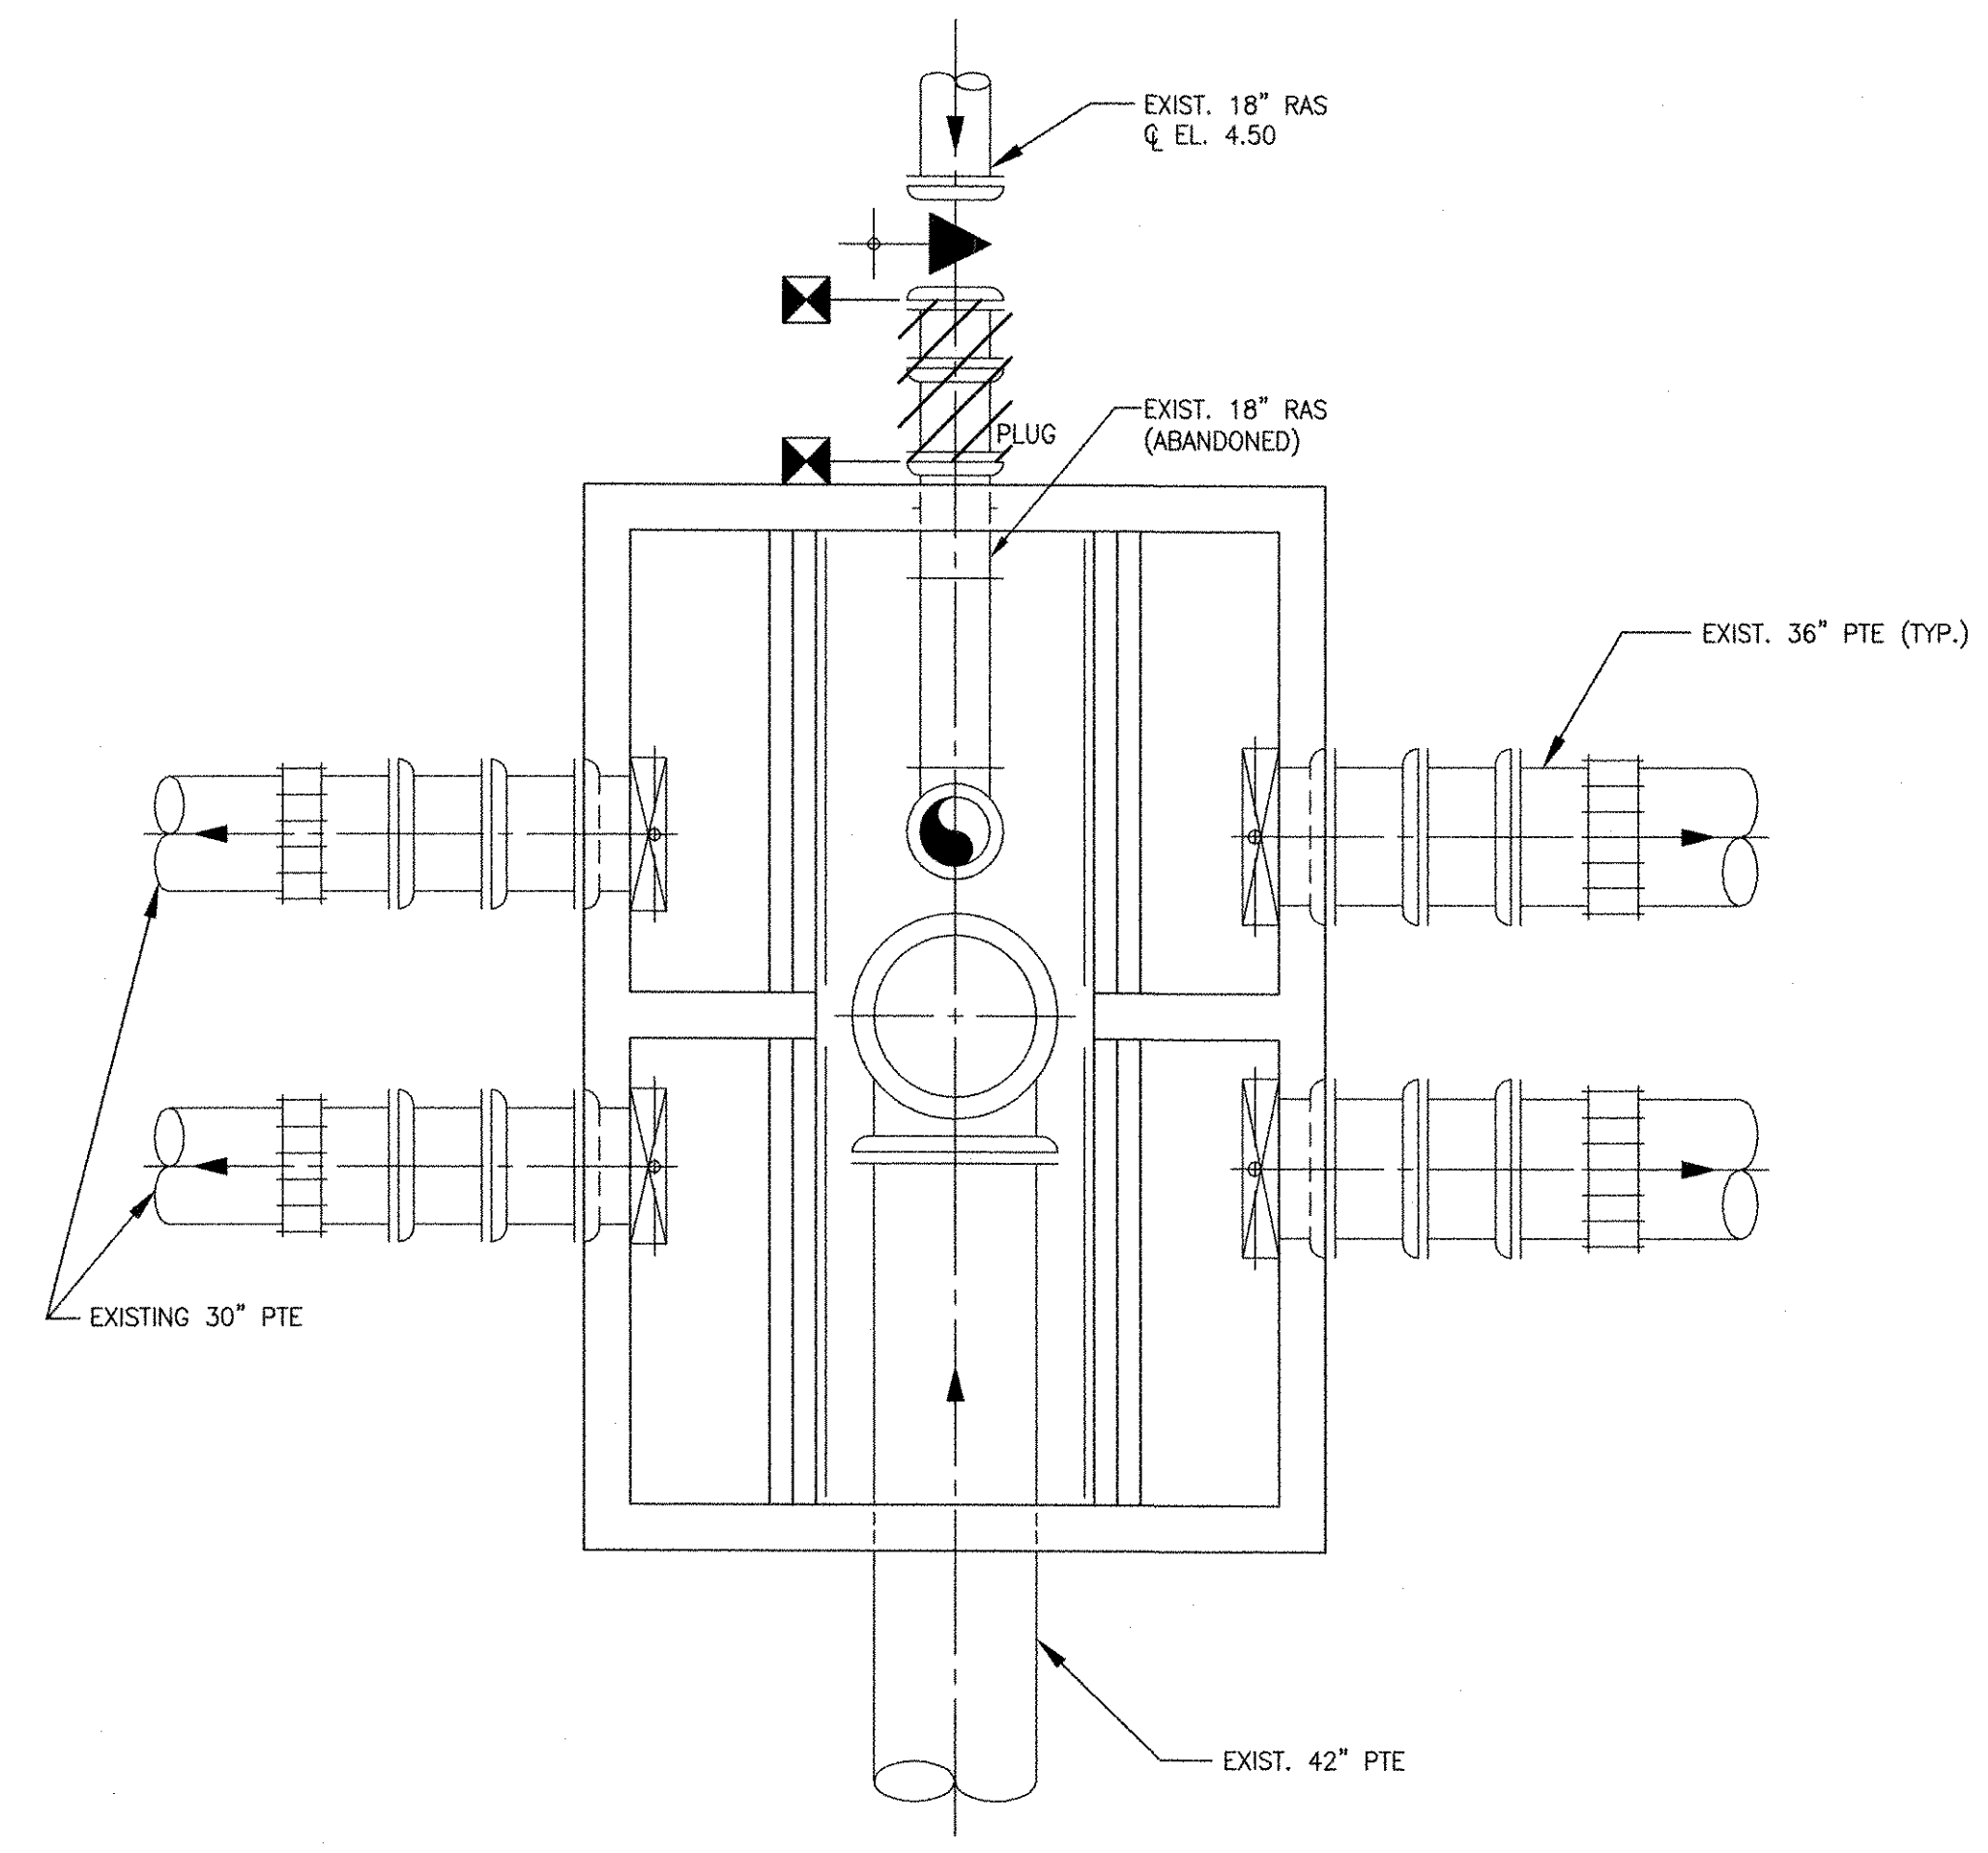 EXIST. 18" RAS
℄ EL. 4.50
EXIST. 18" RAS
(ABANDONED)
PLUG
EXIST. 36" PTE (TYP.)
EXISTING 30" PTE
EXIST. 42" PTE